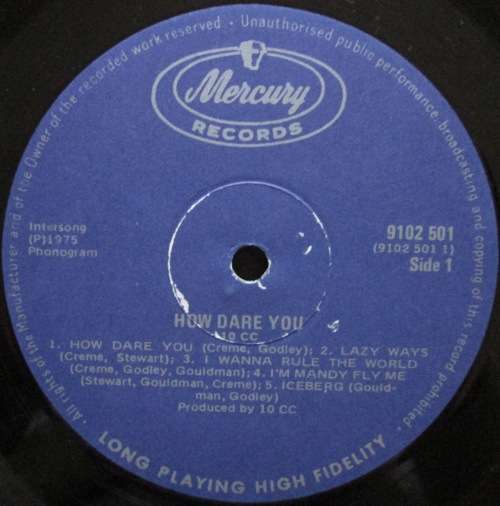 All rights of the Manufacturer and of the Owner of the recorded work reserved · Unauthorised public performance, broadcasting and copying of this record prohibited ·
Mercury
RECORDS
Intersong
(P)1975
Phonogram
9102 501
(9102 501 1)
Side 1
HOW DARE YOU
10 CC
1. HOW DARE YOU (Creme, Godley); 2. LAZY WAYS
(Creme, Stewart); 3. I WANNA RULE THE WORLD
(Creme, Godley, Gouldman); 4. I'M MANDY FLY ME
(Stewart, Gouldman, Creme); 5. ICEBERG (Gould-
man, Godley)
Produced by 10 CC
LONG PLAYING HIGH FIDELITY